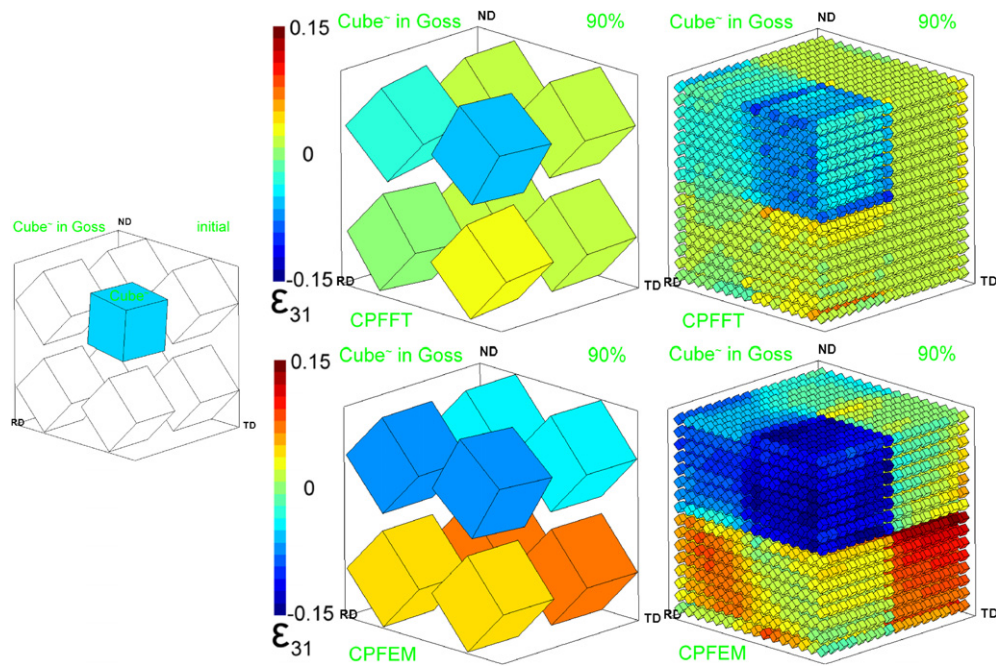 Cube~ in Goss initial
ND
Cube
RD
TD
0.15
0
-0.15
ε31
Cube~ in Goss 90%
ND
RD
TD
CPFFT
Cube~ in Goss 90%
ND
RD
TD
CPFFT
0.15
0
-0.15
ε31
Cube~ in Goss 90%
ND
RD
TD
CPFEM
Cube~ in Goss 90%
ND
RD
TD
CPFEM